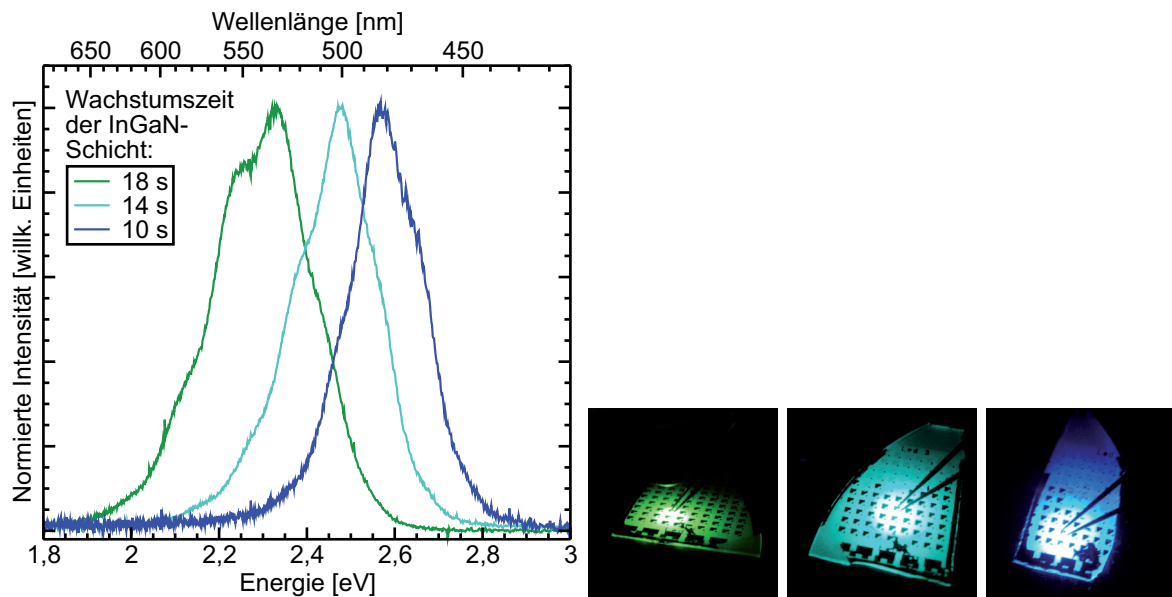 Wellenlänge [nm]
650 600 550 500 450
Normierte Intensität [willk. Einheiten]
Wachstumszeit
der InGaN-
Schicht:
18 s
14 s
10 s
1,8 2 2,2 2,4 2,6 2,8 3
Energie [eV]